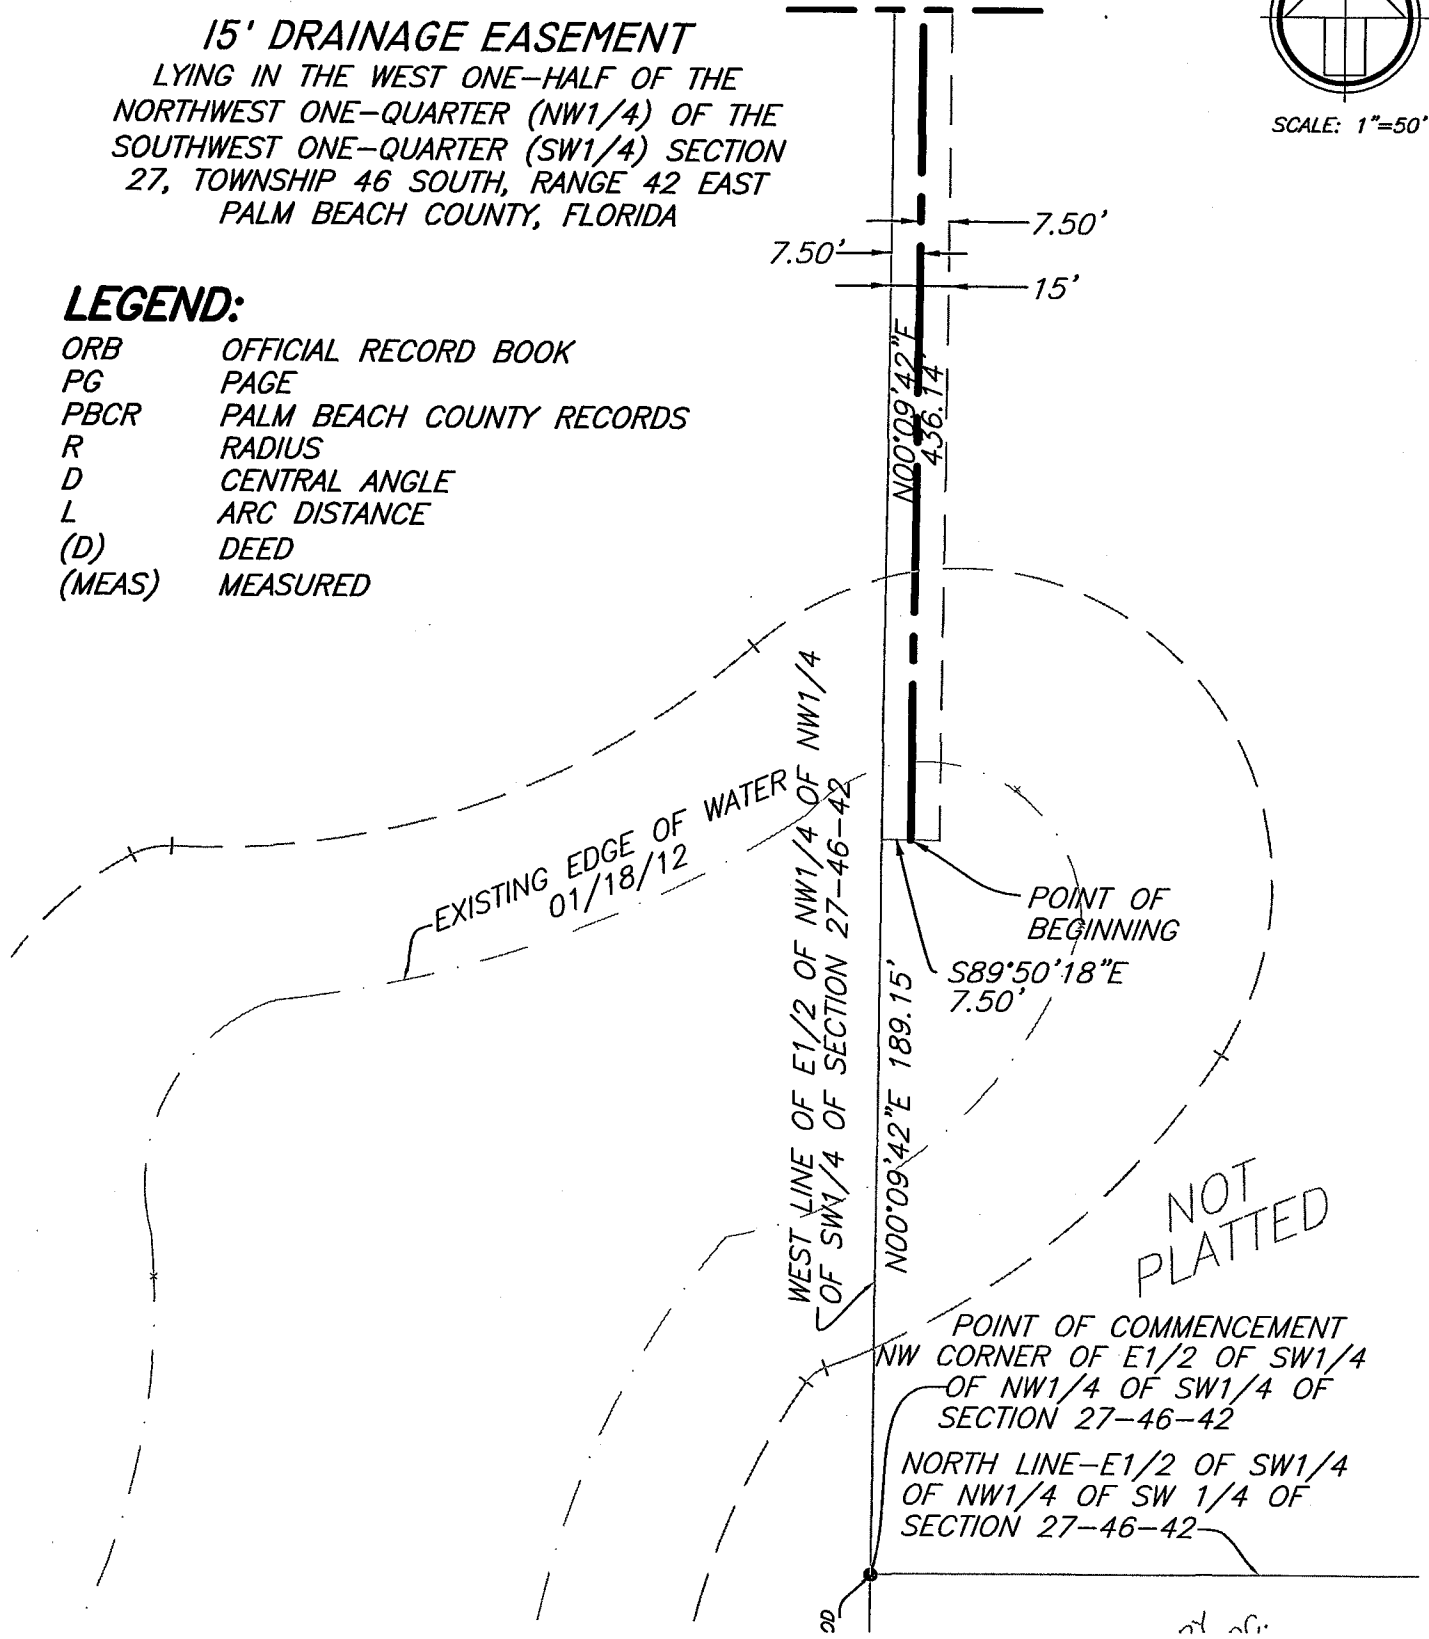 15' DRAINAGE EASEMENT
LYING IN THE WEST ONE-HALF OF THE
NORTHWEST ONE-QUARTER (NW1/4) OF THE
SOUTHWEST ONE-QUARTER (SW1/4) SECTION
27, TOWNSHIP 46 SOUTH, RANGE 42 EAST
PALM BEACH COUNTY, FLORIDA
SCALE: 1"=50'
LEGEND:
ORB OFFICIAL RECORD BOOK
PG PAGE
PBCR PALM BEACH COUNTY RECORDS
R RADIUS
D CENTRAL ANGLE
L ARC DISTANCE
(D) DEED
(MEAS) MEASURED
7.50'
7.50'
15'
N00°09'42"E
436.14'
WEST LINE OF E1/2 OF NW1/4 OF NW1/4
OF SW1/4 OF SECTION 27-46-42
EXISTING EDGE OF WATER
01/18/12
POINT OF
BEGINNING
S89°50'18"E
7.50'
N00°09'42"E 189.15'
NOT
PLATTED
POINT OF COMMENCEMENT
NW CORNER OF E1/2 OF SW1/4
OF NW1/4 OF SW1/4 OF
SECTION 27-46-42
NORTH LINE-E1/2 OF SW1/4
OF NW1/4 OF SW 1/4 OF
SECTION 27-46-42